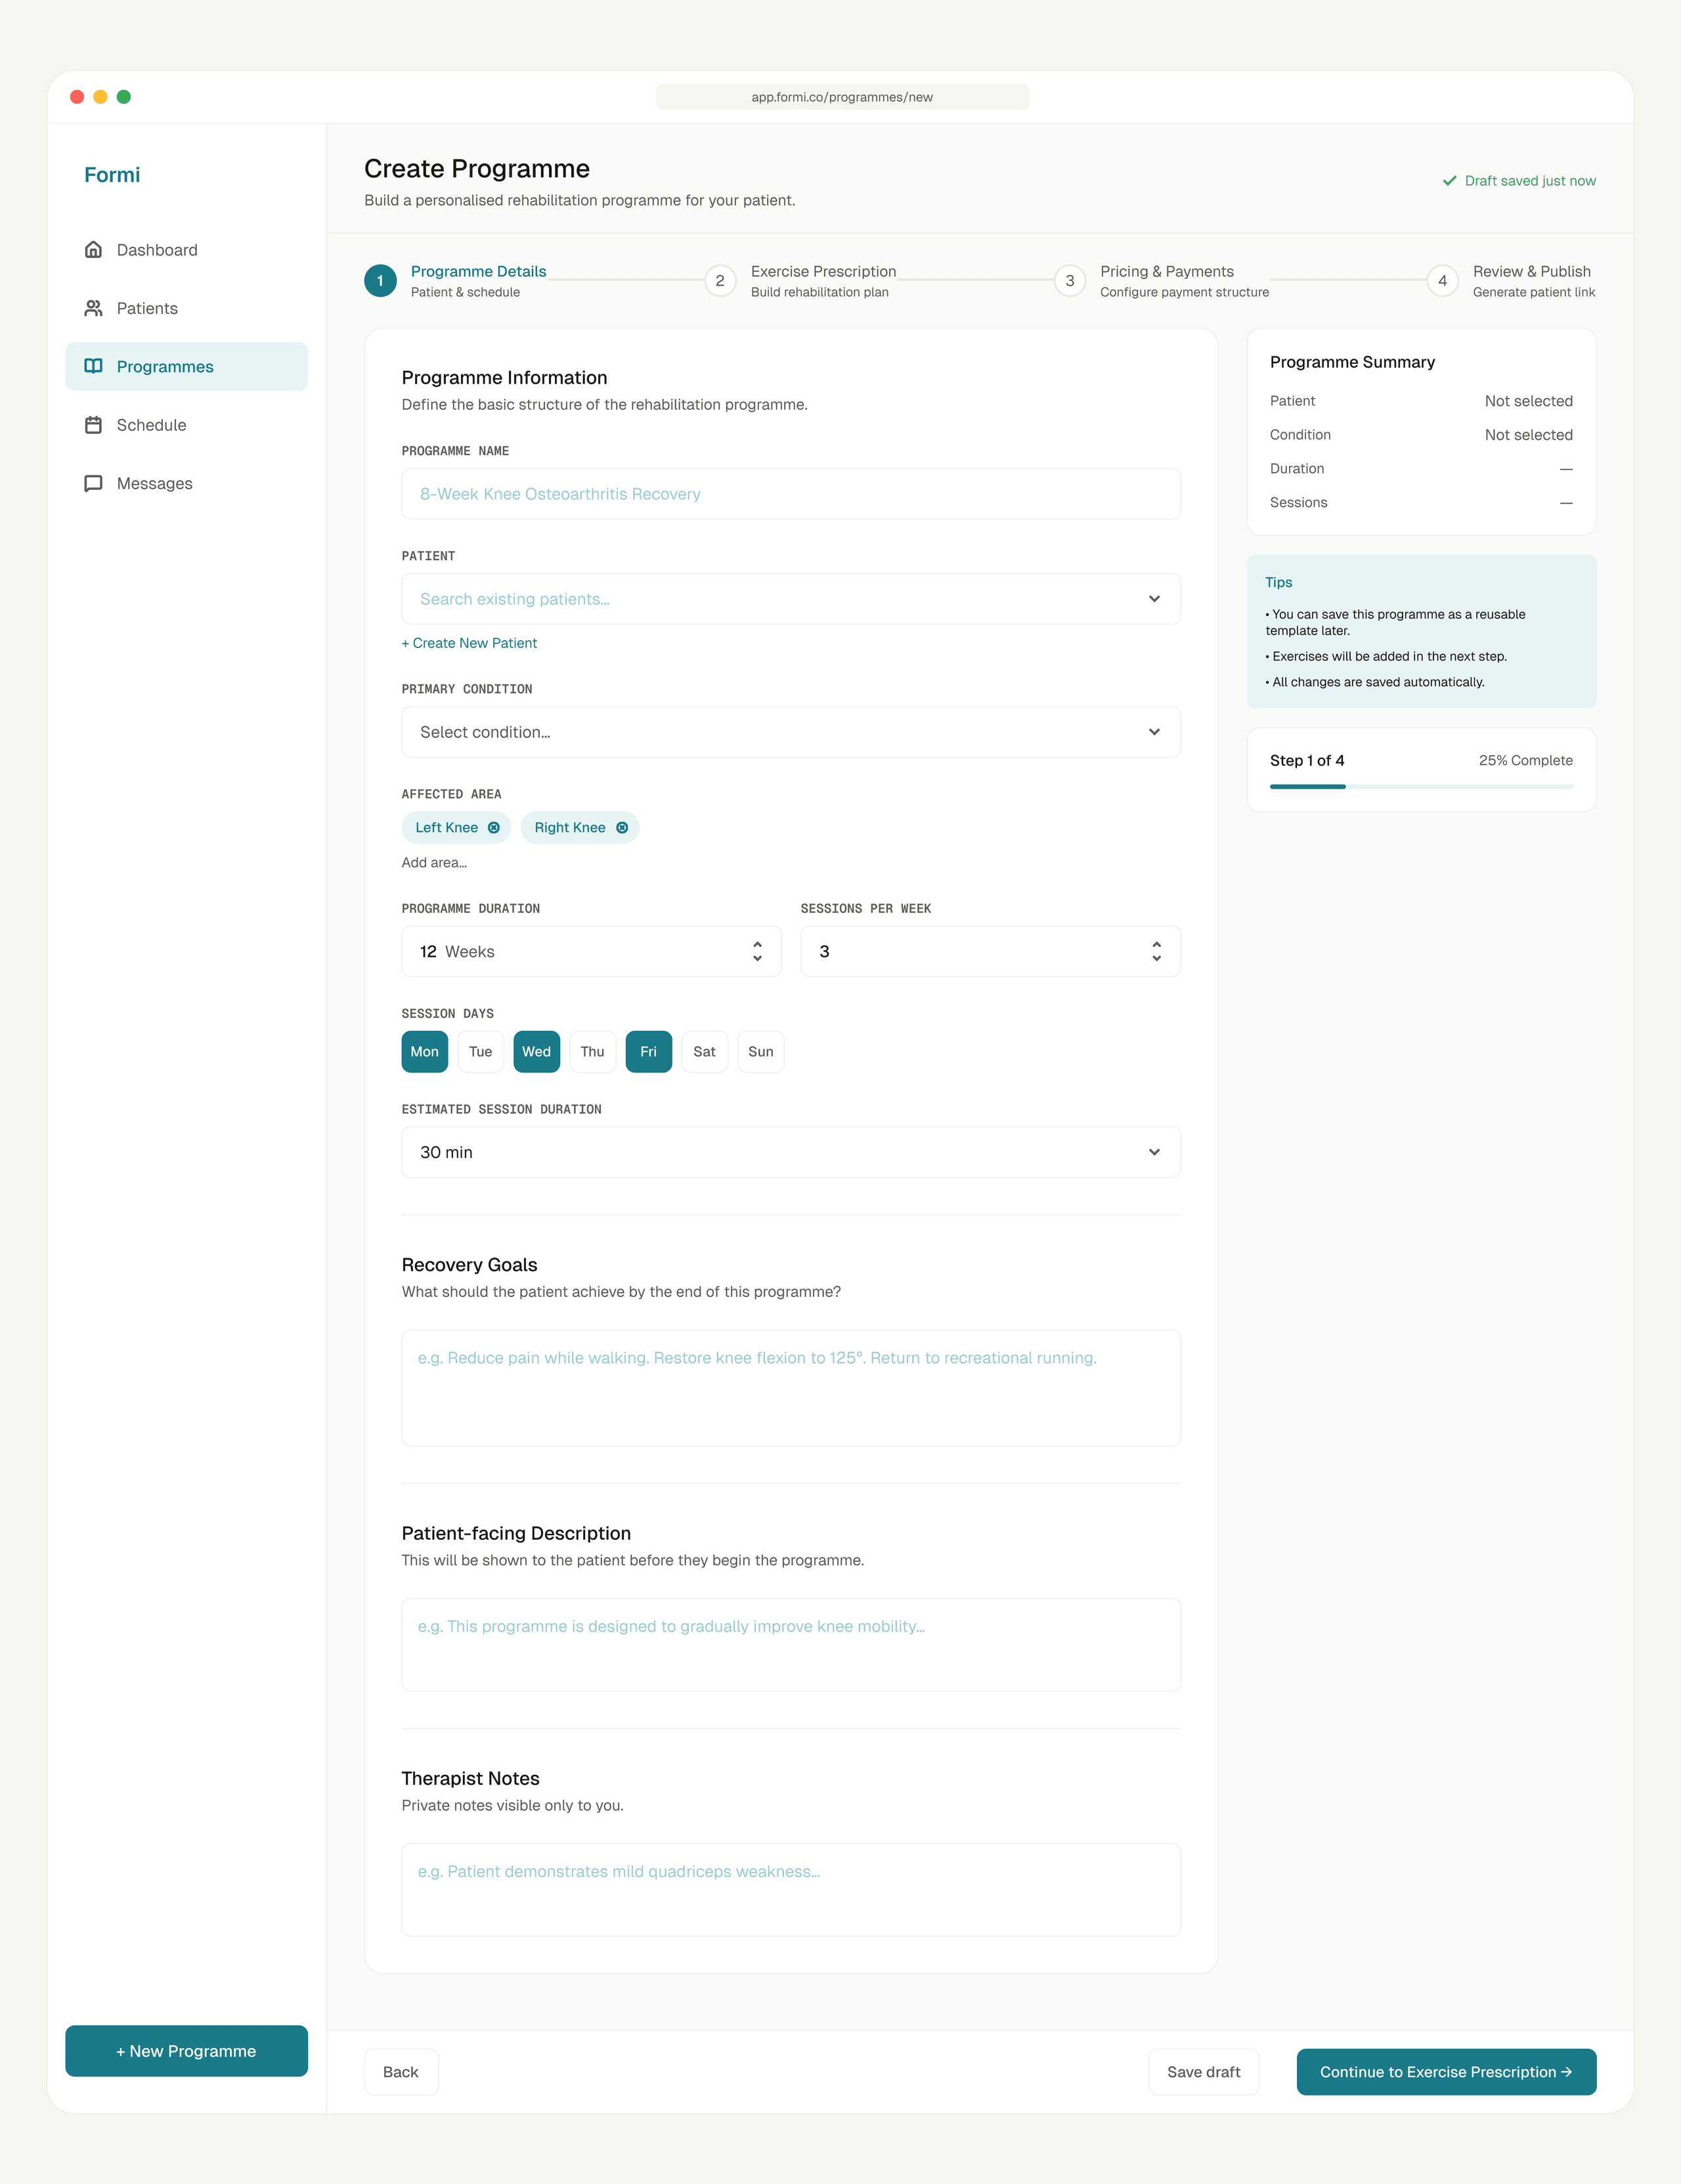 app.formi.co/programmes/new
Formi
Dashboard
Patients
Programmes
Schedule
Messages
+ New Programme
Create Programme
Build a personalised rehabilitation programme for your patient.
Draft saved just now
1
Programme Details
Patient & schedule
2
Exercise Prescription
Build rehabilitation plan
3
Pricing & Payments
Configure payment structure
4
Review & Publish
Generate patient link
Programme Information
Define the basic structure of the rehabilitation programme.
PROGRAMME NAME
8-Week Knee Osteoarthritis Recovery
PATIENT
Search existing patients...
+ Create New Patient
PRIMARY CONDITION
Select condition...
AFFECTED AREA
Left Knee
Right Knee
Add area...
PROGRAMME DURATION
12 Weeks
SESSIONS PER WEEK
3
SESSION DAYS
Mon Tue Wed Thu Fri Sat Sun
ESTIMATED SESSION DURATION
30 min
Recovery Goals
What should the patient achieve by the end of this programme?
e.g. Reduce pain while walking. Restore knee flexion to 125°. Return to recreational running.
Patient-facing Description
This will be shown to the patient before they begin the programme.
e.g. This programme is designed to gradually improve knee mobility...
Therapist Notes
Private notes visible only to you.
e.g. Patient demonstrates mild quadriceps weakness...
Programme Summary
Patient Not selected
Condition Not selected
Duration —
Sessions —
Tips
• You can save this programme as a reusable
template later.
• Exercises will be added in the next step.
• All changes are saved automatically.
Step 1 of 4 25% Complete
Back
Save draft
Continue to Exercise Prescription →